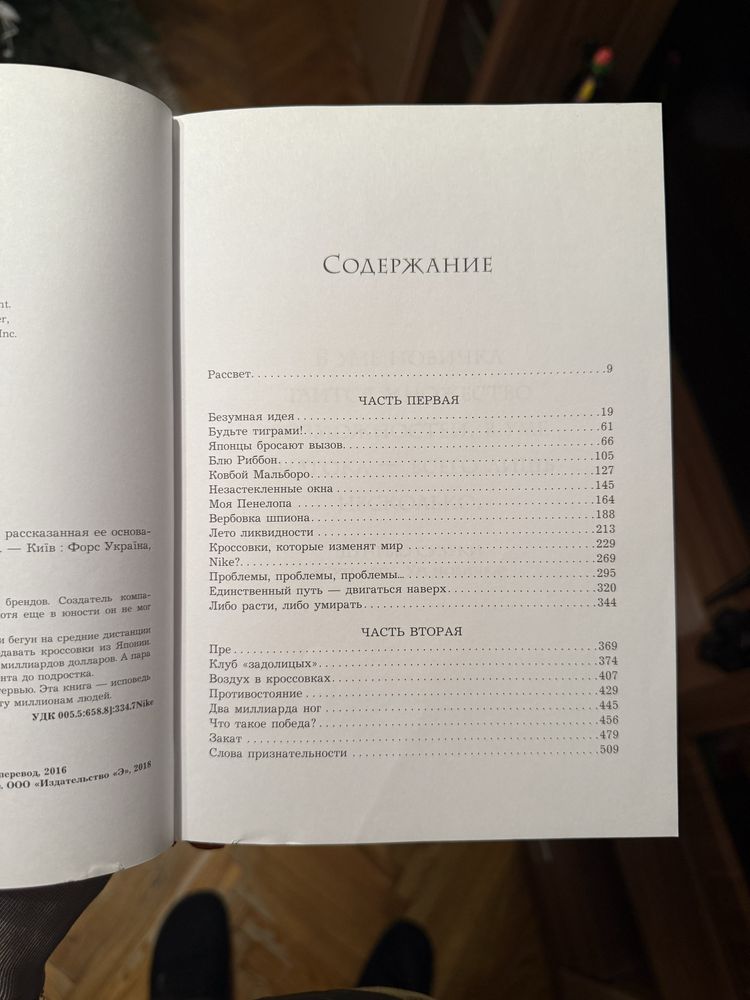 nt.
er,
Inc.
рассказанная ее основа-
. — Київ : Форс Україна,
брендов. Создатель компа-
отя еще в юности он не мог
и бегун на средние дистанции
давать кроссовки из Японии.
миллиардов долларов. А пара
нта до подростка.
тервью. Эта книга — исповедь
ту миллионам людей.
УДК 005.5:658.8]:334.7Nike
перевод, 2016
. ООО «Издательство «Э», 2018
Содержание
Рассвет. . . . . . . . . . . . . . . . . . . . . . . . . . . . . . . . . . . . . . . . . . . . . 9
ЧАСТЬ ПЕРВАЯ
Безумная идея . . . . . . . . . . . . . . . . . . . . . . . . . . . . . . . . . . . . . . 19
Будьте тиграми!. . . . . . . . . . . . . . . . . . . . . . . . . . . . . . . . . . . . . 61
Японцы бросают вызов. . . . . . . . . . . . . . . . . . . . . . . . . . . . . . . . 66
Блю Риббон. . . . . . . . . . . . . . . . . . . . . . . . . . . . . . . . . . . . . . . . 105
Ковбой Мальборо. . . . . . . . . . . . . . . . . . . . . . . . . . . . . . . . . . . . 127
Незастекленные окна . . . . . . . . . . . . . . . . . . . . . . . . . . . . . . . . . 145
Моя Пенелопа . . . . . . . . . . . . . . . . . . . . . . . . . . . . . . . . . . . . . . 164
Вербовка шпиона. . . . . . . . . . . . . . . . . . . . . . . . . . . . . . . . . . . . 188
Лето ликвидности . . . . . . . . . . . . . . . . . . . . . . . . . . . . . . . . . . . 213
Кроссовки, которые изменят мир . . . . . . . . . . . . . . . . . . . . . . . . 229
Nike?. . . . . . . . . . . . . . . . . . . . . . . . . . . . . . . . . . . . . . . . . . . . . 269
Проблемы, проблемы, проблемы... . . . . . . . . . . . . . . . . . . . . . . . . 295
Единственный путь — двигаться наверх. . . . . . . . . . . . . . . . . . . . 320
Либо расти, либо умирать. . . . . . . . . . . . . . . . . . . . . . . . . . . . . . 344
ЧАСТЬ ВТОРАЯ
Пре . . . . . . . . . . . . . . . . . . . . . . . . . . . . . . . . . . . . . . . . . . . . . . 369
Клуб «задолицых». . . . . . . . . . . . . . . . . . . . . . . . . . . . . . . . . . . 374
Воздух в кроссовках. . . . . . . . . . . . . . . . . . . . . . . . . . . . . . . . . . 407
Противостояние . . . . . . . . . . . . . . . . . . . . . . . . . . . . . . . . . . . . 429
Два миллиарда ног . . . . . . . . . . . . . . . . . . . . . . . . . . . . . . . . . . 445
Что такое победа? . . . . . . . . . . . . . . . . . . . . . . . . . . . . . . . . . . . 456
Закат . . . . . . . . . . . . . . . . . . . . . . . . . . . . . . . . . . . . . . . . . . . . 479
Слова признательности . . . . . . . . . . . . . . . . . . . . . . . . . . . . . . . 509